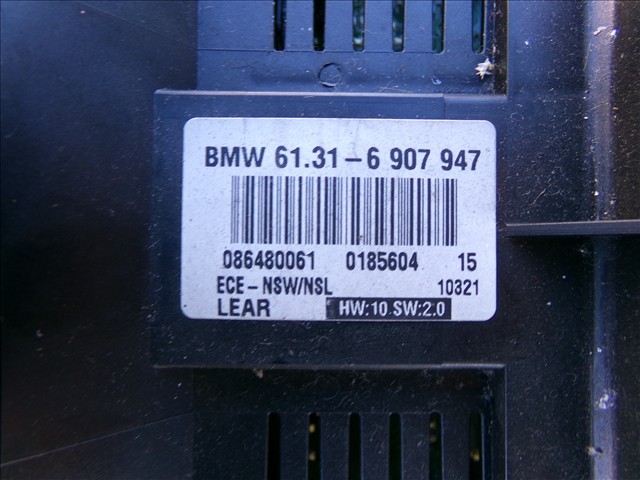 BMW 61.31-6 907 947
086480061 0185604 15
ECE-NSW/NSL 10321
LEAR HW:10 SW:2.0